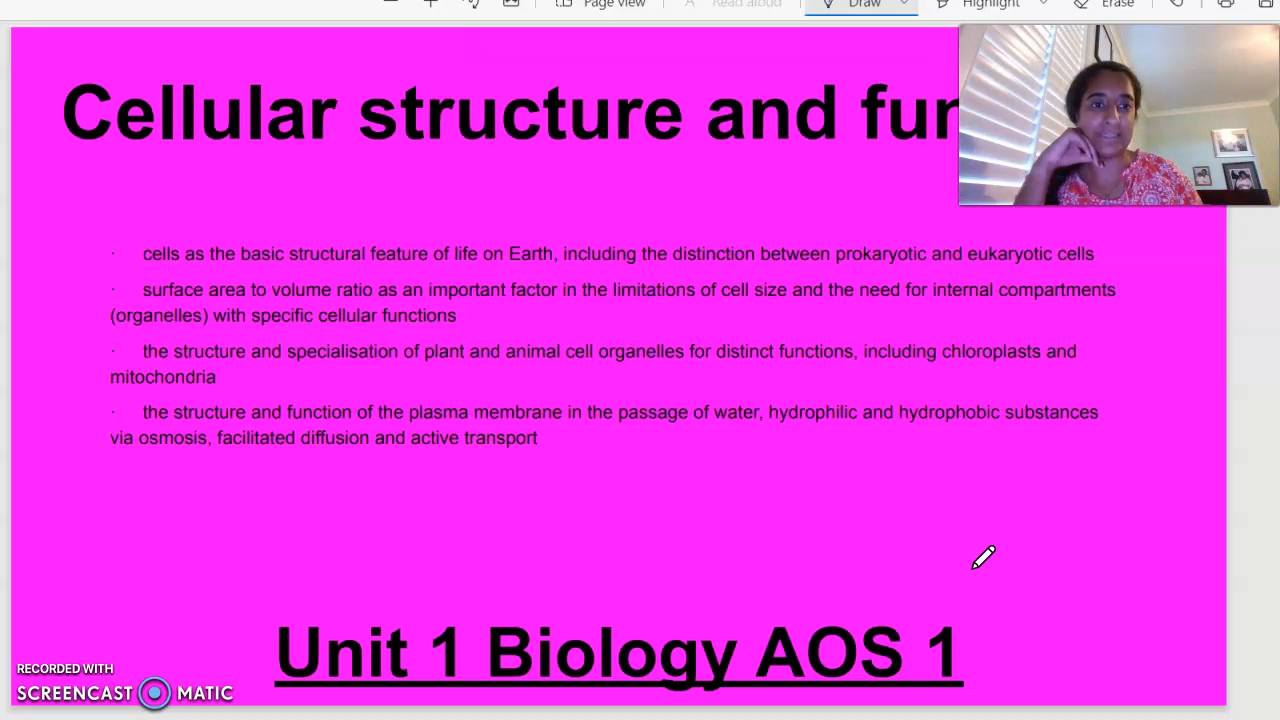 Page view
Read aloud
Draw
Highlight
Erase
Cellular structure and fun
· cells as the basic structural feature of life on Earth, including the distinction between prokaryotic and eukaryotic cells
· surface area to volume ratio as an important factor in the limitations of cell size and the need for internal compartments
(organelles) with specific cellular functions
· the structure and specialisation of plant and animal cell organelles for distinct functions, including chloroplasts and
mitochondria
· the structure and function of the plasma membrane in the passage of water, hydrophilic and hydrophobic substances
via osmosis, facilitated diffusion and active transport
Unit 1 Biology AOS 1
RECORDED WITH
SCREENCAST MATIC